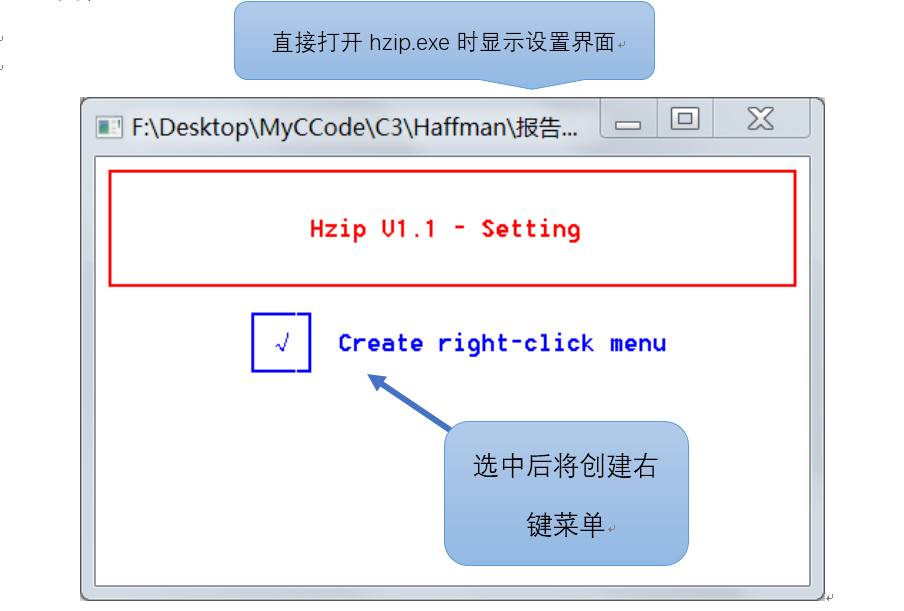 直接打开 hzip.exe 时显示设置界面
F:\Desktop\MyCCode\C3\Haffman\报告...
Hzip V1.1 - Setting
√ Create right-click menu
选中后将创建右
键菜单